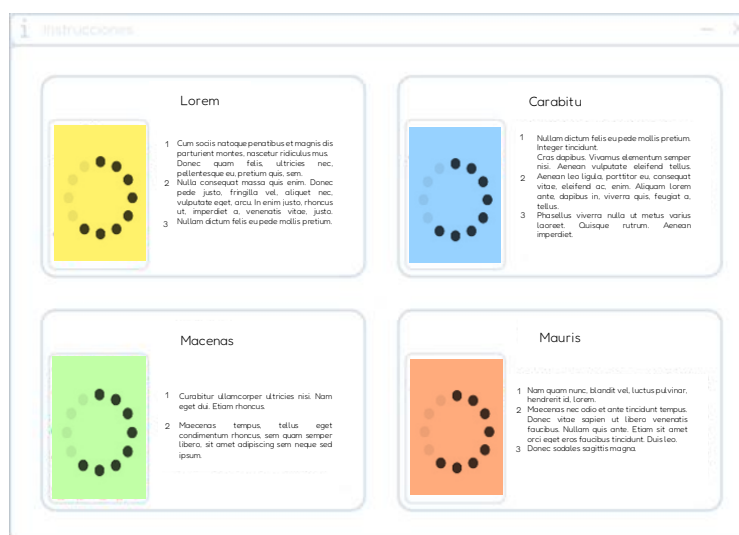 i Instrucciones
Lorem
1 Cum sociis natoque penatibus et magnis dis
parturient montes, nascetur ridiculus mus.
Donec quam felis, ultricies nec,
pellentesque eu, pretium quis, sem.
2 Nulla consequat massa quis enim. Donec
pede justo, fringilla vel, aliquet nec,
vulputate eget, arcu. In enim justo, rhoncus
ut, imperdiet a, venenatis vitae, justo.
3 Nullam dictum felis eu pede mollis pretium.
Carabitu
1 Nullam dictum felis eu pede mollis pretium.
Integer tincidunt.
Cras dapibus. Vivamus elementum semper
nisi. Aenean vulputate eleifend tellus.
2 Aenean leo ligula, porttitor eu, consequat
vitae, eleifend ac, enim. Aliquam lorem
ante, dapibus in, viverra quis, feugiat a,
tellus.
3 Phasellus viverra nulla ut metus varius
laoreet. Quisque rutrum. Aenean
imperdiet.
Macenas
1 Curabitur ullamcorper ultricies nisi. Nam
eget dui. Etiam rhoncus.
2 Maecenas tempus, tellus eget
condimentum rhoncus, sem quam semper
libero, sit amet adipiscing sem neque sed
ipsum.
Mauris
1 Nam quam nunc, blandit vel, luctus pulvinar,
hendrerit id, lorem.
2 Maecenas nec odio et ante tincidunt tempus.
Donec vitae sapien ut libero venenatis
faucibus. Nullam quis ante. Etiam sit amet
orci eget eros faucibus tincidunt. Duis leo.
3 Donec sodales sagittis magna.